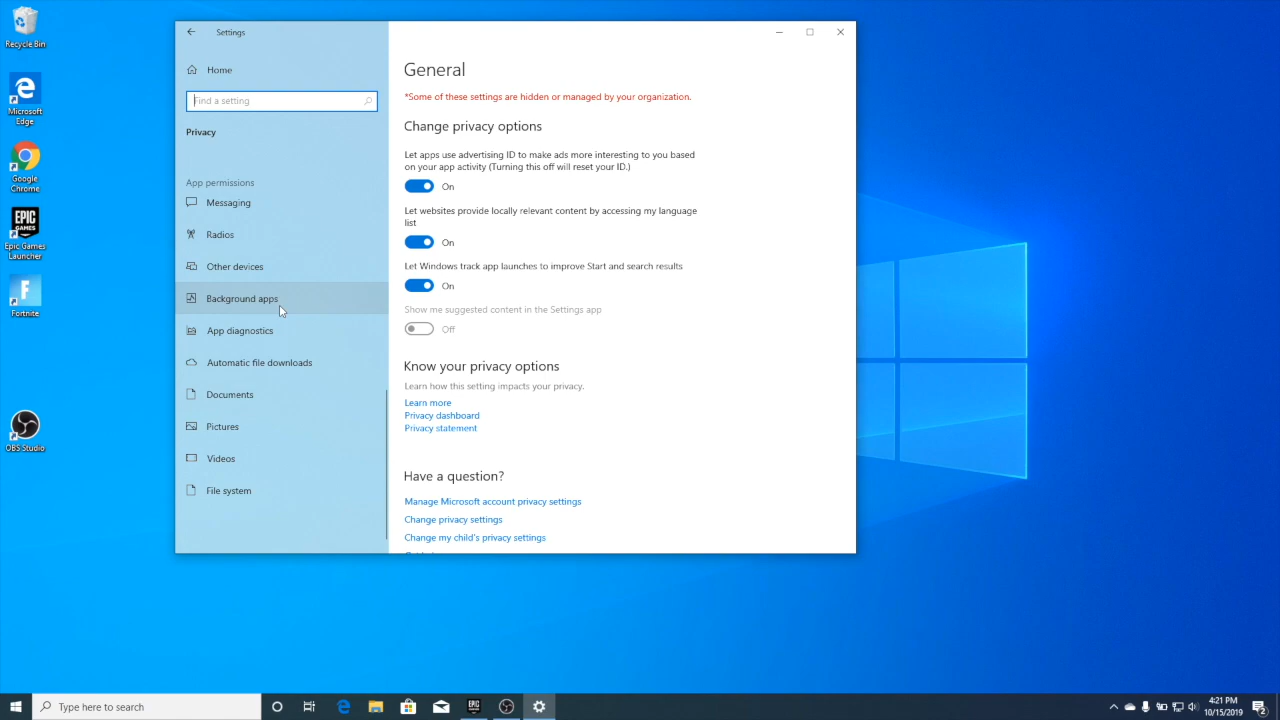 Recycle Bin
Microsoft
Edge
Google
Chrome
EPIC
GAMES
Epic Games
Launcher
Fortnite
OBS Studio
Settings
Home
Find a setting
Privacy
App permissions
Messaging
Radios
Other devices
Background apps
App diagnostics
Automatic file downloads
Documents
Pictures
Videos
File system
General
*Some of these settings are hidden or managed by your organization.
Change privacy options
Let apps use advertising ID to make ads more interesting to you based
on your app activity (Turning this off will reset your ID.)
On
Let websites provide locally relevant content by accessing my language
list
On
Let Windows track app launches to improve Start and search results
On
Show me suggested content in the Settings app
Off
Know your privacy options
Learn how this setting impacts your privacy.
Learn more
Privacy dashboard
Privacy statement
Have a question?
Manage Microsoft account privacy settings
Change privacy settings
Change my child's privacy settings
Type here to search
EPIC
4:21 PM
10/15/2019
2